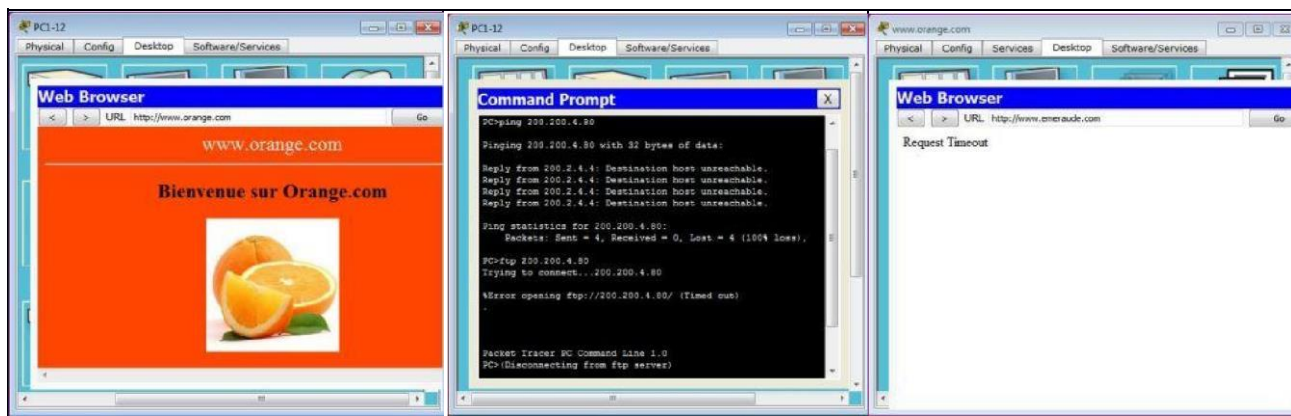 PC1-12
Physical Config Desktop Software/Services
Web Browser
< > URL http://www.orange.com Go
www.orange.com
Bienvenue sur Orange.com
PC1-12
Physical Config Desktop Software/Services
Command Prompt X
PC>ping 200.200.4.80
Pinging 200.200.4.80 with 32 bytes of data:
Reply from 200.2.4.4: Destination host unreachable.
Reply from 200.2.4.4: Destination host unreachable.
Reply from 200.2.4.4: Destination host unreachable.
Reply from 200.2.4.4: Destination host unreachable.
Ping statistics for 200.200.4.80:
Packets: Sent = 4, Received = 0, Lost = 4 (100% loss),
PC>ftp 200.200.4.80
Trying to connect...200.200.4.80
%Error opening ftp://200.200.4.80/ (Timed out)
.
Packet Tracer PC Command Line 1.0
PC>(Disconnecting from ftp server)
www.orange.com
Physical Config Services Desktop Software/Services
Web Browser
< > URL http://www.emeraude.com Go
Request Timeout